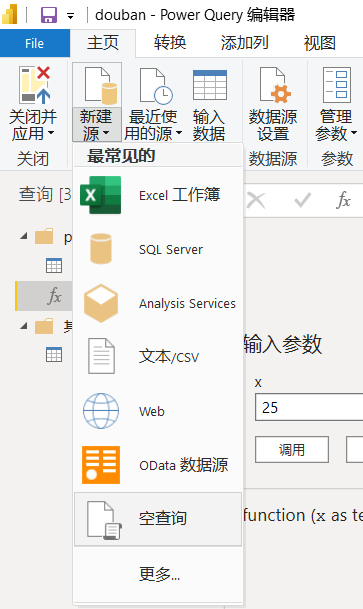 douban - Power Query 编辑器
File 主页 转换 添加列 视图
关闭并 新建 最近使 输入 数据源 管理
应用 源 用的源 数据 设置 参数
关闭 数据源 参数
最常见的
查询 [3
Excel 工作簿
SQL Server
Analysis Services
文本/CSV
Web
OData 数据源
空查询
更多...
fx
p
fx
输入参数
x
25
调用
function (x as te